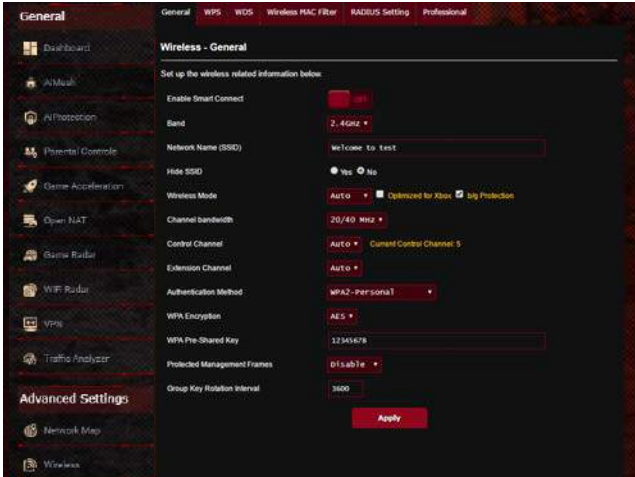 General
Dashboard
AiMesh
AiProtection
Parental Controls
Game Acceleration
Open NAT
Game Radar
WiFi Radar
VPN
Traffic Analyzer
Advanced Settings
Network Map
Wireless
General WPS WDS Wireless MAC Filter RADIUS Setting Professional
Wireless - General
Set up the wireless related information below.
Enable Smart Connect OFF
Band 2.4GHz
Network Name (SSID) Welcome to test
Hide SSID Yes No
Wireless Mode Auto Optimized for Xbox b/g Protection
Channel bandwidth 20/40 MHz
Control Channel Auto Current Control Channel: 5
Extension Channel Auto
Authentication Method WPA2-Personal
WPA Encryption AES
WPA Pre-Shared Key 12345678
Protected Management Frames Disable
Group Key Rotation Interval 3600
Apply